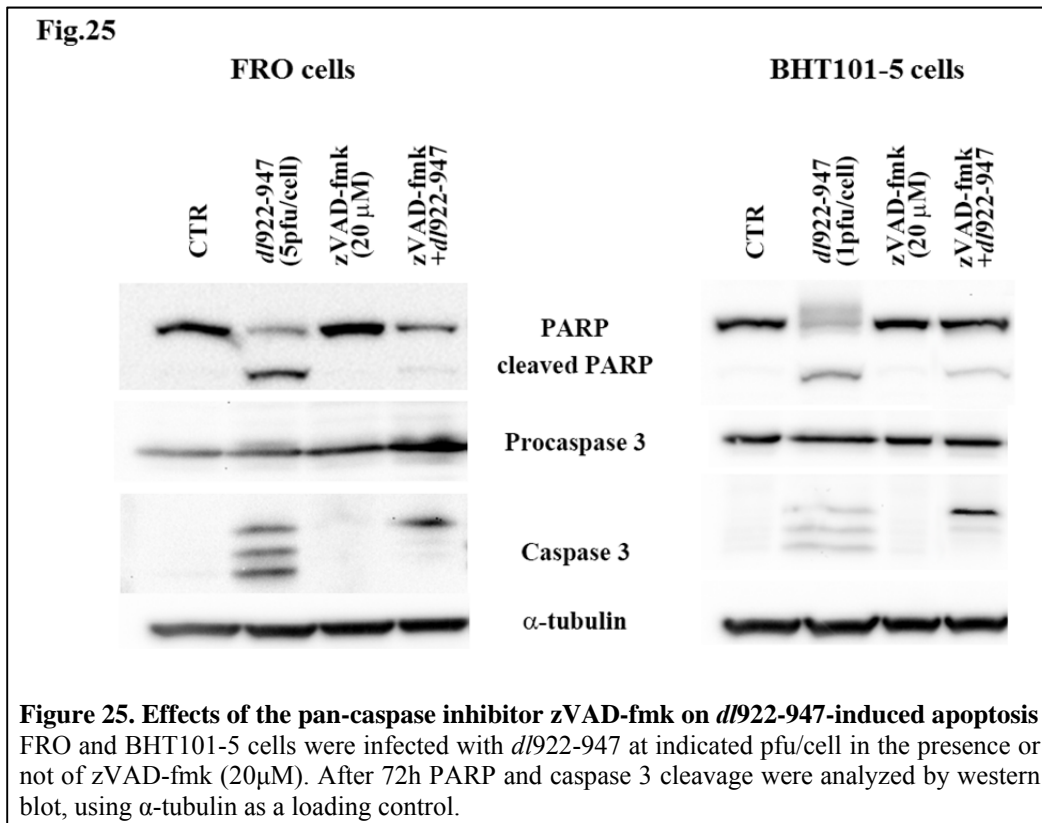 Fig.25
FRO cells
BHT101-5 cells
CTR
dl922-947
(5pfu/cell)
zVAD-fmk
(20 μM)
zVAD-fmk
+dl922-947
CTR
dl922-947
(1pfu/cell)
zVAD-fmk
(20 μM)
zVAD-fmk
+dl922-947
PARP
cleaved PARP
Procaspase 3
Caspase 3
α-tubulin
Figure 25. Effects of the pan-caspase inhibitor zVAD-fmk on dl922-947-induced apoptosis
FRO and BHT101-5 cells were infected with dl922-947 at indicated pfu/cell in the presence or
not of zVAD-fmk (20μM). After 72h PARP and caspase 3 cleavage were analyzed by western
blot, using α-tubulin as a loading control.